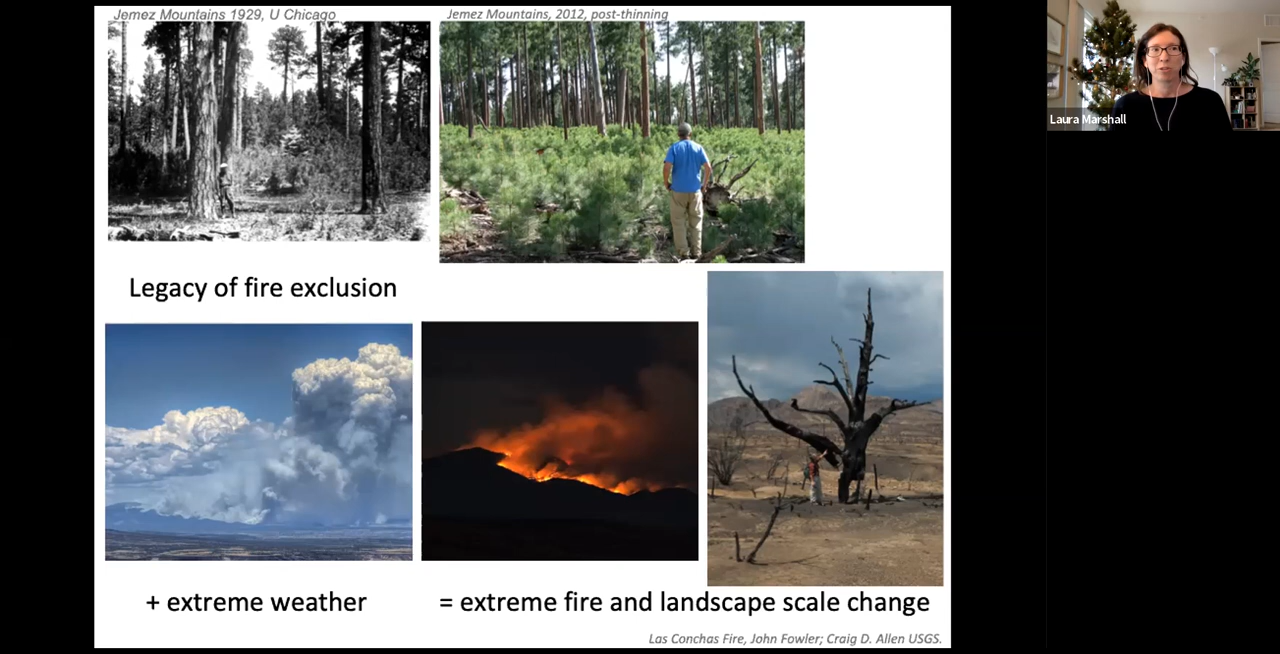 Jemez Mountains 1929, U Chicago
Jemez Mountains, 2012, post-thinning
Laura Marshall
Legacy of fire exclusion
+ extreme weather
= extreme fire and landscape scale change
Las Conchas Fire, John Fowler; Craig D. Allen USGS.